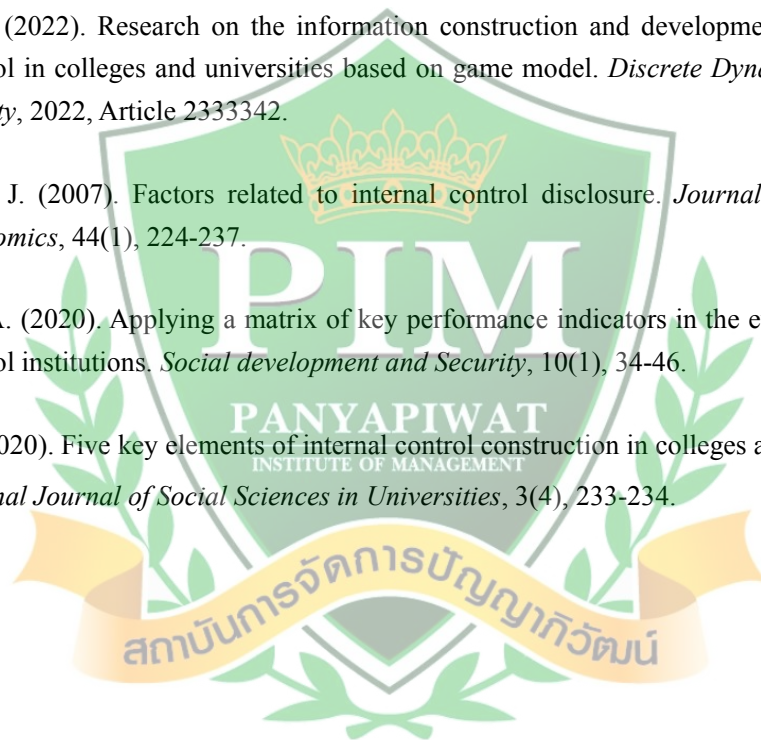 (2022). Research on the information construction and developme
ol in colleges and universities based on game model. Discrete Dyna
ty, 2022, Article 2333342.
J. (2007). Factors related to internal control disclosure. Journal
omics, 44(1), 224-237.
A. (2020). Applying a matrix of key performance indicators in the e
ol institutions. Social development and Security, 10(1), 34-46.
020). Five key elements of internal control construction in colleges a
nal Journal of Social Sciences in Universities, 3(4), 233-234.
PIM
PANYAPIWAT
INSTITUTE OF MANAGEMENT
สถาบันการจัดการปัญญาภิวัฒน์